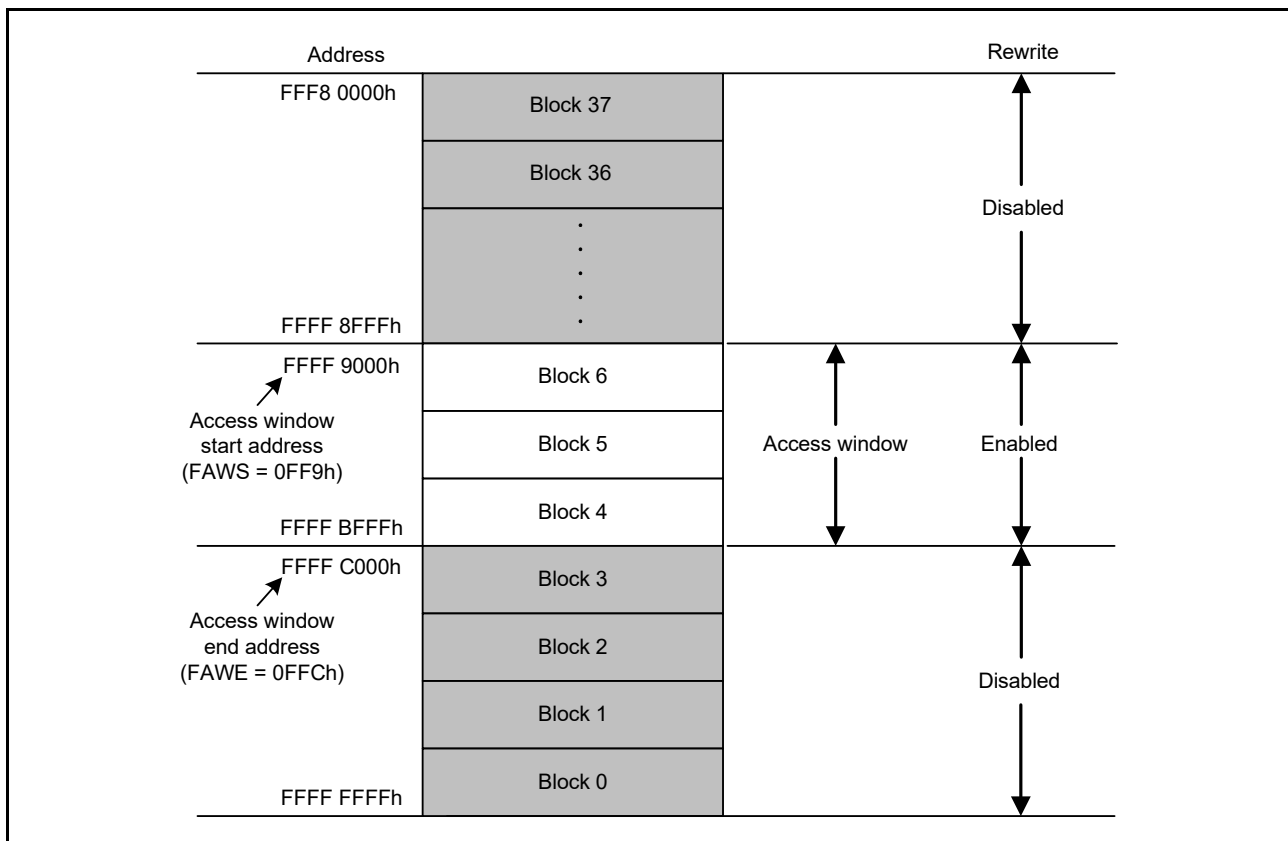 Address
Rewrite
FFF8 0000h
Block 37
Block 36
Disabled
FFFF 8FFFh
FFFF 9000h
Block 6
Access window
start address
(FAWS = 0FF9h)
Block 5
Access window
Enabled
Block 4
FFFF BFFFh
FFFF C000h
Block 3
Access window
end address
(FAWE = 0FFCh)
Block 2
Disabled
Block 1
Block 0
FFFF FFFFh